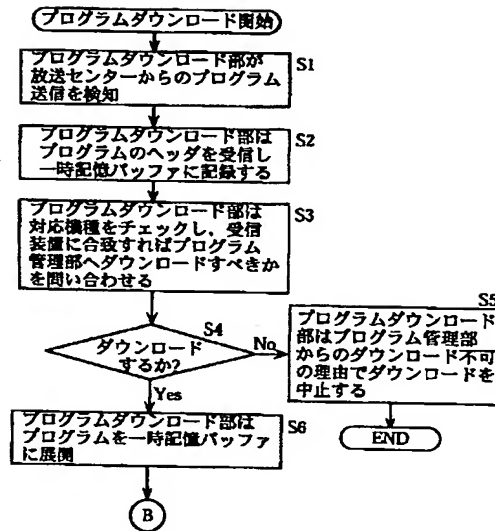 プログラムダウンロード開始
プログラムダウンロード部が
放送センターからのプログラム
送信を検知
S1
プログラムダウンロード部は
プログラムのヘッダを受信し
一時記憶バッファに記録する
S2
プログラムダウンロード部は
対応機種をチェックし、受信
装置に合致すればプログラム
管理部へダウンロードすべきか
を問い合わせる
S3
S4
ダウンロード
するか?
No
Yes
S5
プログラムダウンロード
部はプログラム管理部
からのダウンロード不可
の理由でダウンロードを
中止する
END
プログラムダウンロード部は
プログラムを一時記憶バッファ
に展開
S6
B